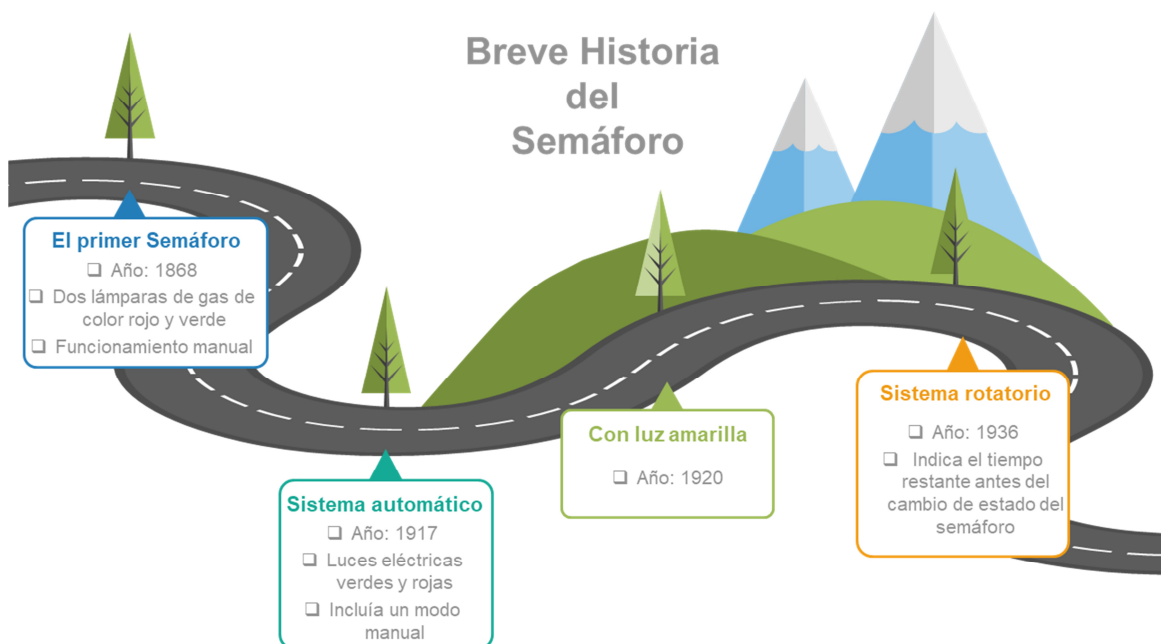 Breve Historia
del
Semáforo
El primer Semáforo
❑ Año: 1868
❑ Dos lámparas de gas de
color rojo y verde
❑ Funcionamiento manual
Sistema automático
❑ Año: 1917
❑ Luces eléctricas
verdes y rojas
❑ Incluía un modo
manual
Con luz amarilla
❑ Año: 1920
Sistema rotatorio
❑ Año: 1936
❑ Indica el tiempo
restante antes del
cambio de estado del
semáforo